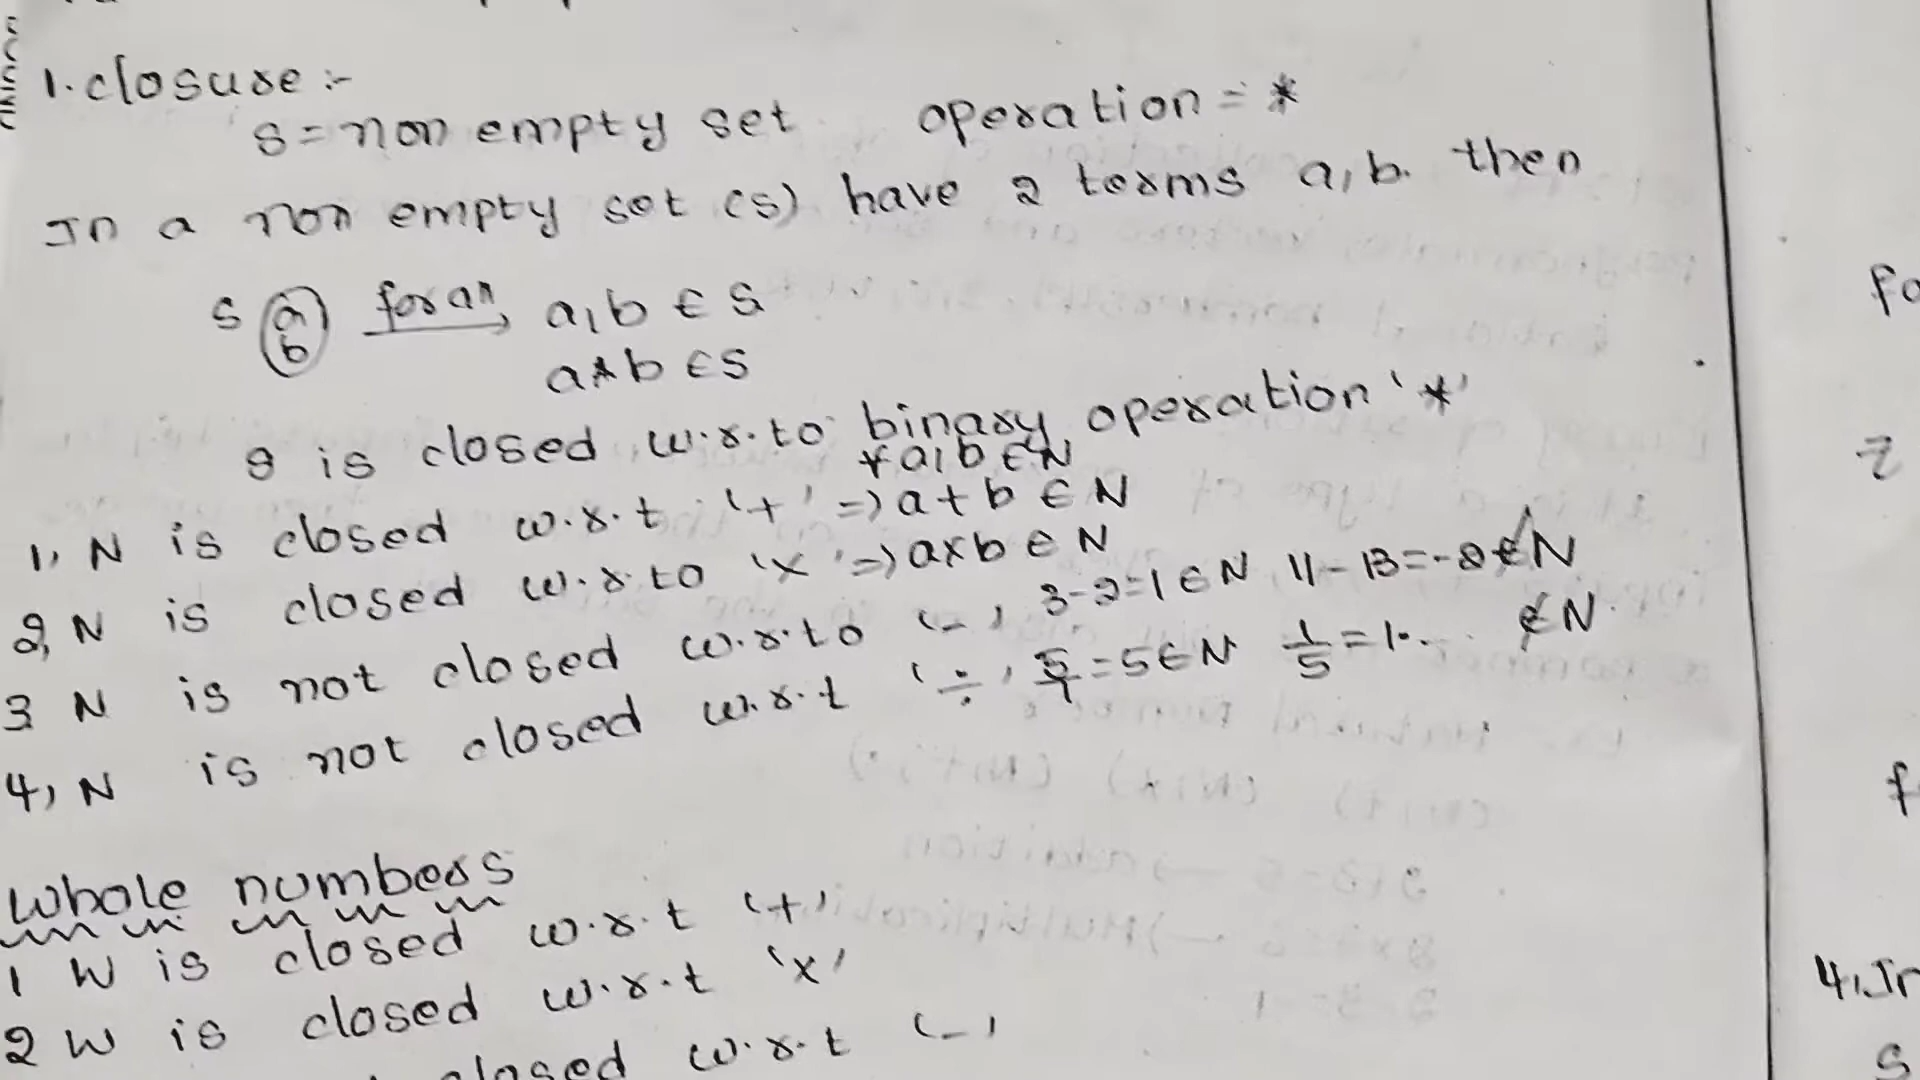 1. closure :-
S = non empty set operation = *
In a non empty set (S) have 2 terms a, b. then
S (a b) for all a, b ∈ S
a * b ∈ S
S is closed w.r.to binary operation '*'
∀ a, b ∈ N
1, N is closed w.r.t '+' => a + b ∈ N
2, N is closed w.r.to 'x' => a x b ∈ N
3 N is not closed w.r.to '-' 3-2=1 ∈ N 11-13=-2 ∉ N
4, N is not closed w.r.t '÷' 5/1 = 5 ∈ N 1/5 = 1.. ∉ N
Whole numbers
1 W is closed w.r.t '+'
2 W is closed w.r.t 'x'
closed w.r.t '-'
4, In
S